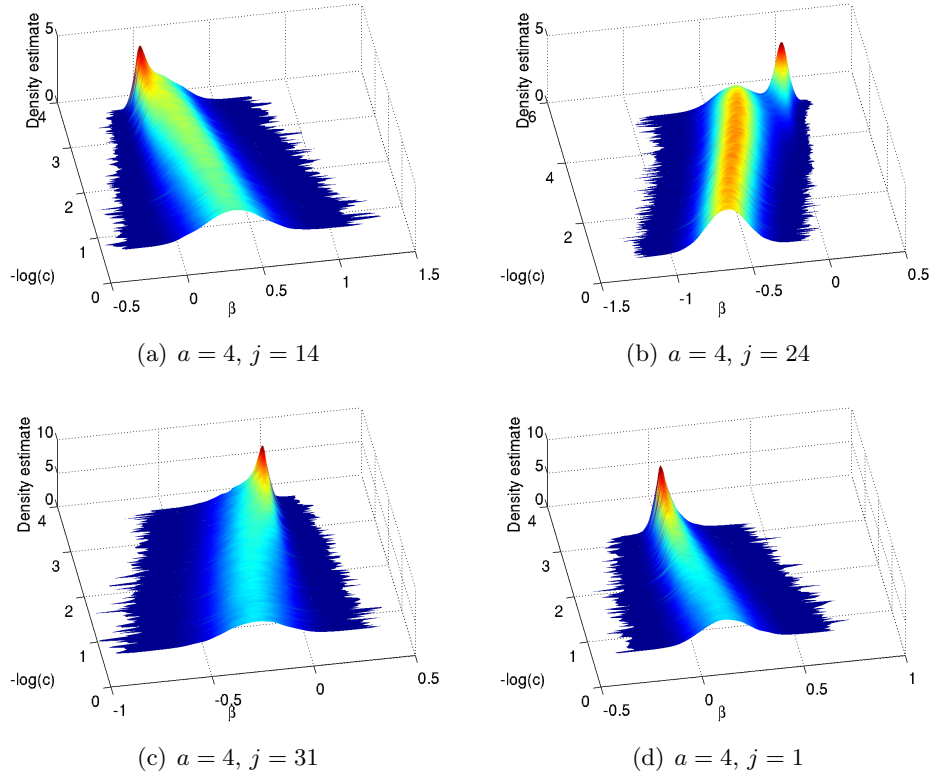 5
0
Density estimate
4
3
2
1
0
-log(c)
-0.5
0
0.5
1
1.5
β
(a) a = 4, j = 14
5
0
Density estimate
6
4
2
0
-log(c)
-1.5
-1
-0.5
0
0.5
β
(b) a = 4, j = 24
10
5
0
Density estimate
4
3
2
1
0
-log(c)
-1
-0.5
0
0.5
β
(c) a = 4, j = 31
10
5
0
Density estimate
4
3
2
1
0
-log(c)
-0.5
0
0.5
1
β
(d) a = 4, j = 1